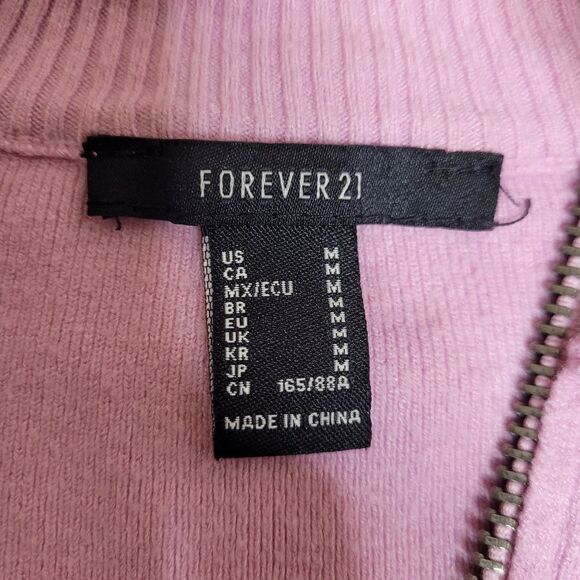 FOREVER 21
US M
CA M
MX/ECU M
BR M
EU M
UK M
KR M
JP M
CN 165/88A
MADE IN CHINA